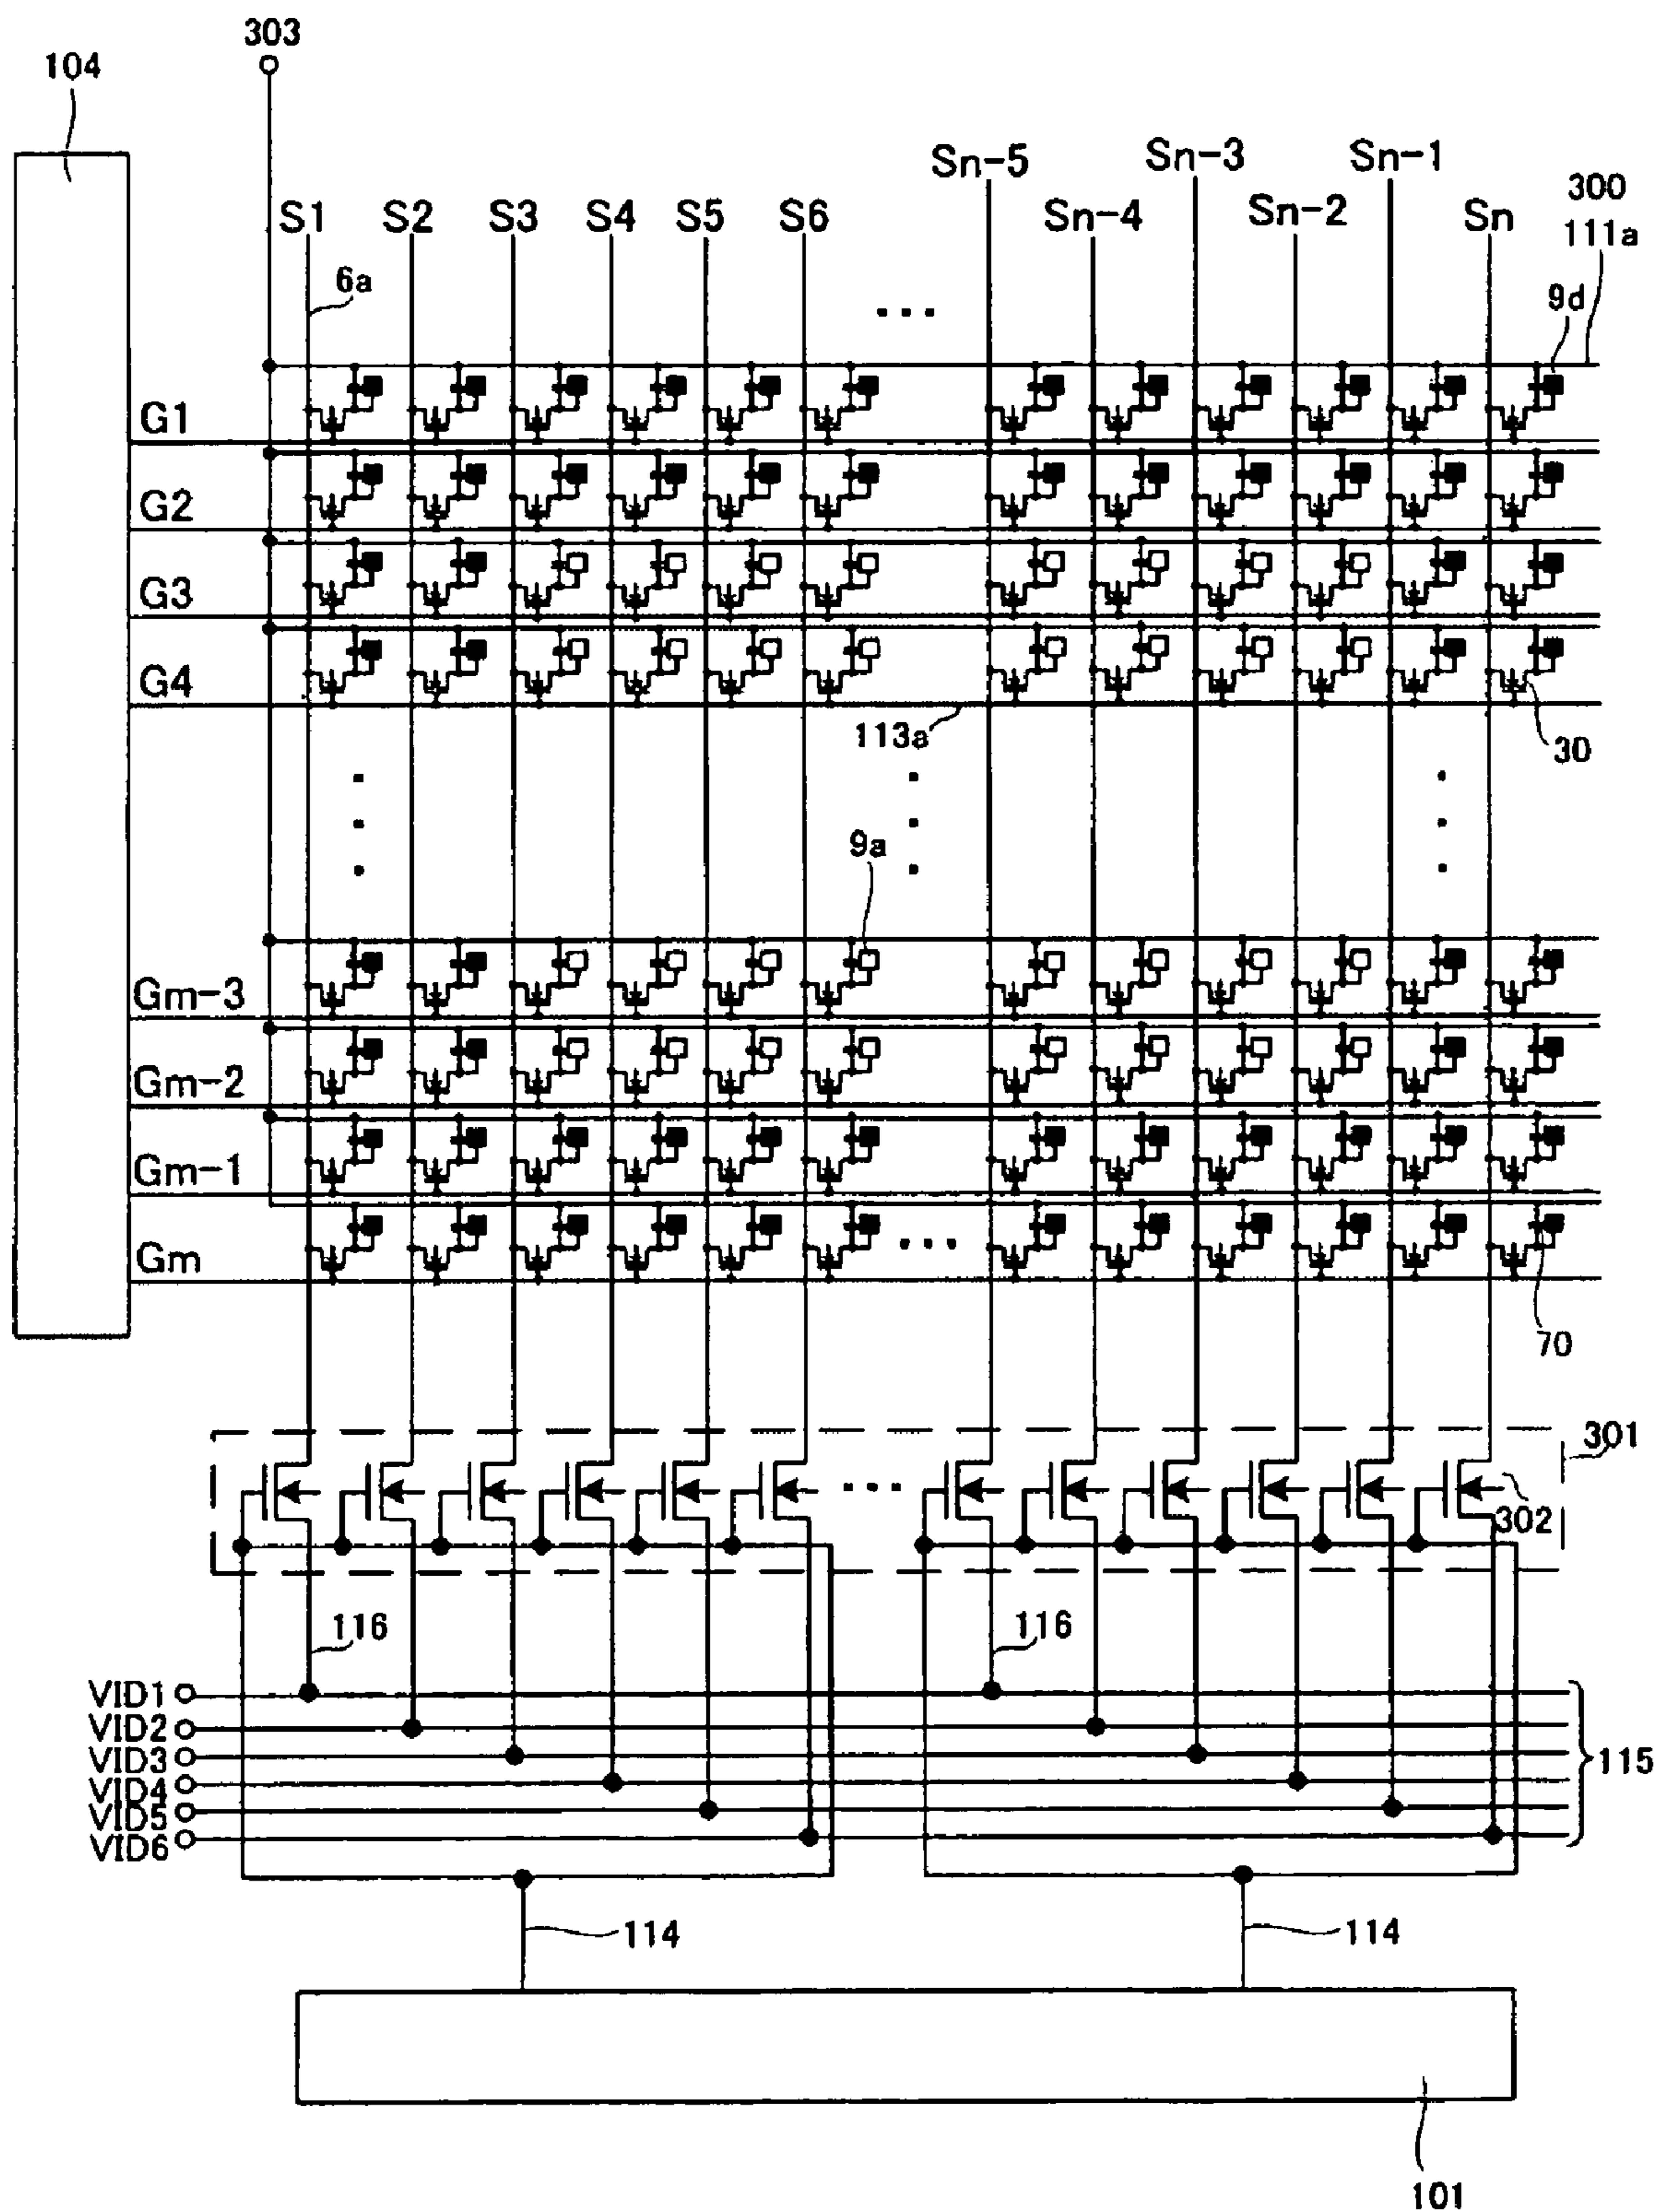 303
104
Sn-5 Sn-3 Sn-1
S1 S2 S3 S4 S5 S6 Sn-4 Sn-2 Sn
300
111a
6a
9d
G1
G2
G3
G4
113a
30
9a
Gm-3
Gm-2
Gm-1
Gm
70
301
302
116 116
VID1
VID2
VID3
VID4
VID5
VID6
115
114 114
101